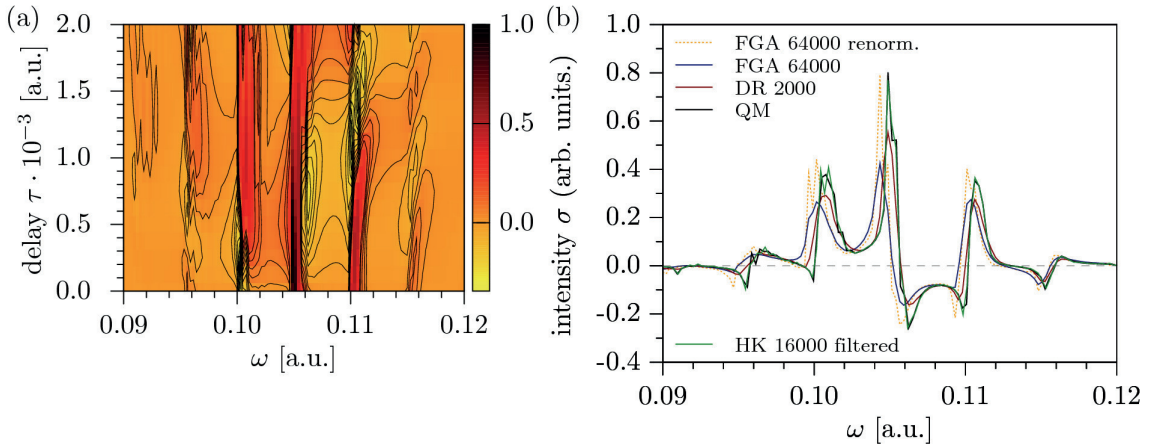 (a)
2.0
1.5
1.0
0.5
0.0
delay τ · 10⁻³ [a.u.]
0.09
0.10
0.11
0.12
ω [a.u.]
1.0
0.5
0.0
(b)
1.0
0.8
0.6
0.4
0.2
0.0
-0.2
-0.4
intensity σ (arb. units.)
FGA 64000 renorm.
FGA 64000
DR 2000
QM
HK 16000 filtered
0.09
0.10
0.11
0.12
ω [a.u.]